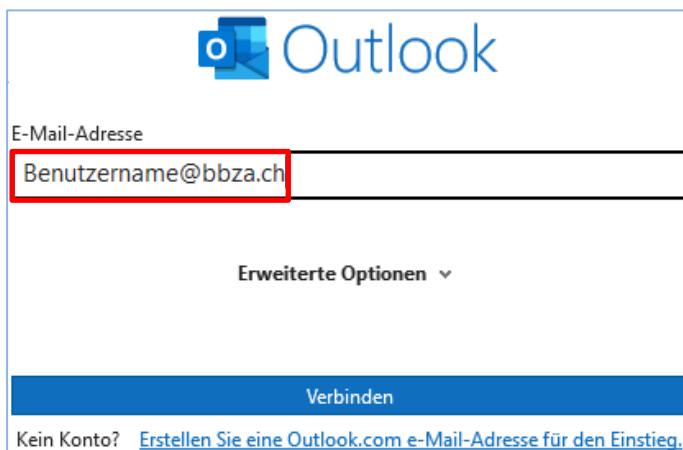 Outlook
E-Mail-Adresse
Benutzername@bbza.ch
Erweiterte Optionen
Verbinden
Kein Konto? Erstellen Sie eine Outlook.com e-Mail-Adresse für den Einstieg.